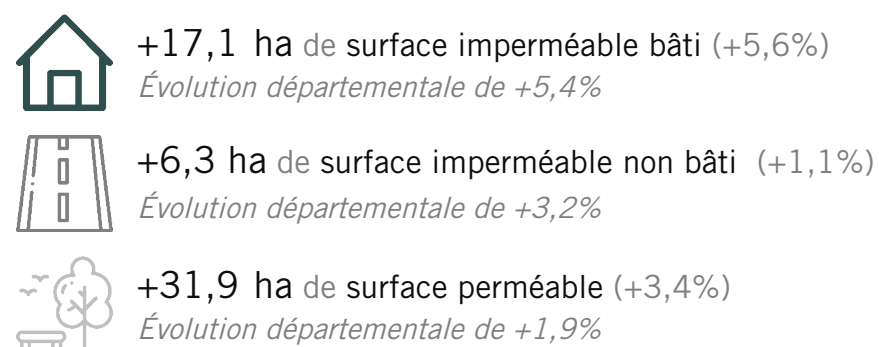 +17,1 ha de surface imperméable bâti (+5,6%)
Évolution départementale de +5,4%
+6,3 ha de surface imperméable non bâti (+1,1%)
Évolution départementale de +3,2%
+31,9 ha de surface perméable (+3,4%)
Évolution départementale de +1,9%